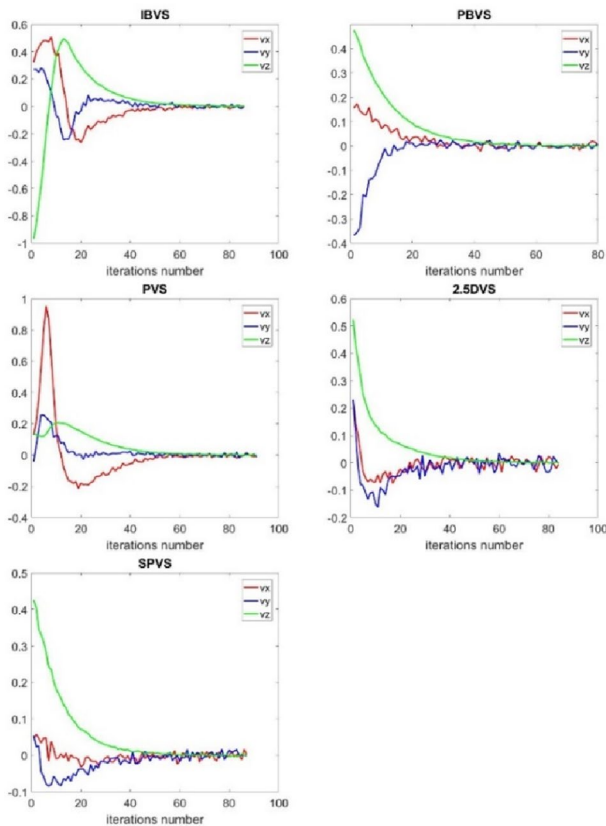 IBVS
0.6
0.4
0.2
0
-0.2
-0.4
-0.6
-0.8
-1
0 20 40 60 80 100
iterations number
vx
vy
vz
PBVS
0.4
0.3
0.2
0.1
0
-0.1
-0.2
-0.3
-0.4
0 20 40 60 80
iterations number
vx
vy
vz
PVS
1
0.8
0.6
0.4
0.2
0
-0.2
-0.4
0 20 40 60 80 100
iterations number
vx
vy
vz
2.5DVS
0.6
0.5
0.4
0.3
0.2
0.1
0
-0.1
-0.2
0 20 40 60 80 100
iterations number
vx
vy
vz
SPVS
0.5
0.4
0.3
0.2
0.1
0
-0.1
0 20 40 60 80 100
iterations number
vx
vy
vz